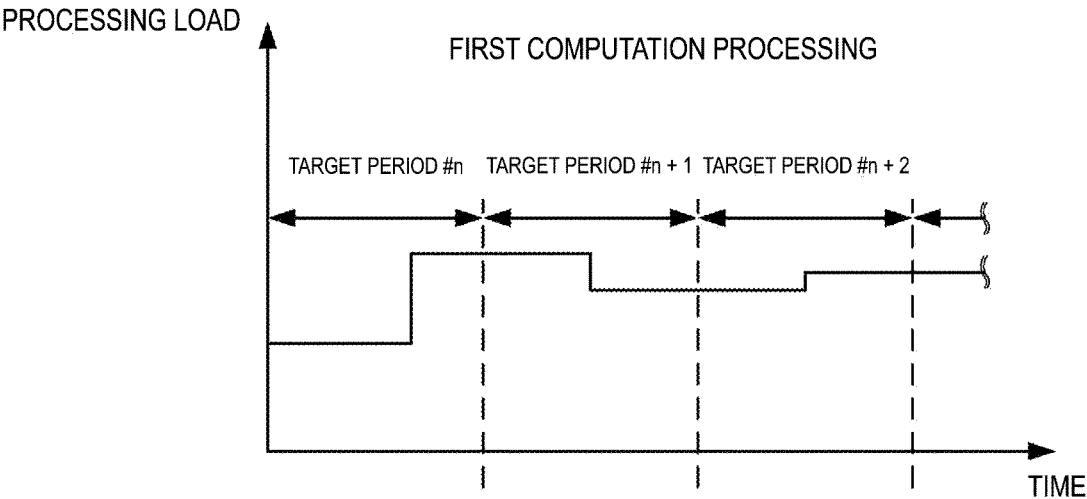 PROCESSING LOAD
FIRST COMPUTATION PROCESSING
TARGET PERIOD #n
TARGET PERIOD #n + 1
TARGET PERIOD #n + 2
TIME